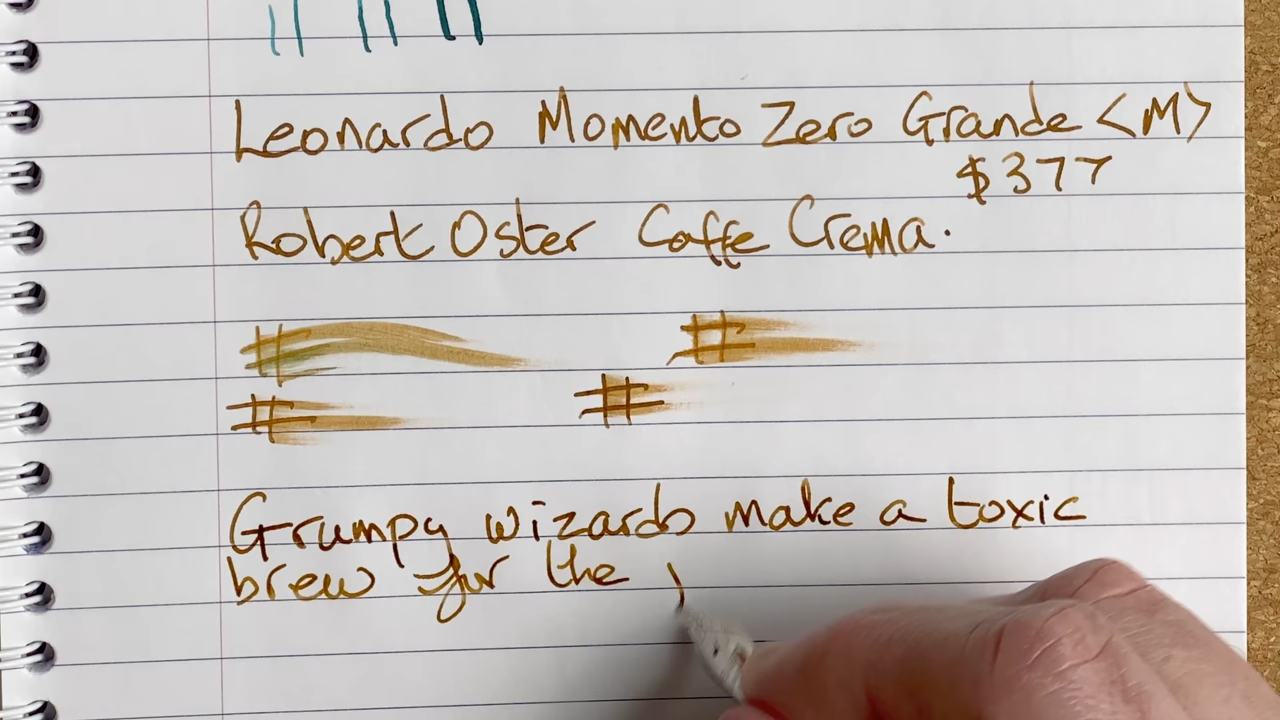 Leonardo Momento Zero Grande <M>
$377
Robert Oster Caffe Crema.
# #
# #
Grumpy wizards make a toxic
brew for the